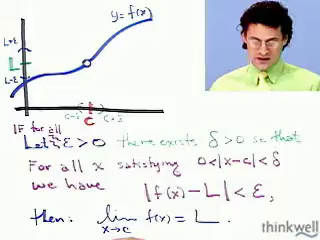 y=f(x)
L+ε
L
L-ε
c-δ c+δ
c
IF for all
Let ε>0 there exists δ>0 so that
For all x satisfying 0<|x-c|<δ
we have |f(x)-L|<ε,
then: lim f(x) = L.
x→c
thinkwell